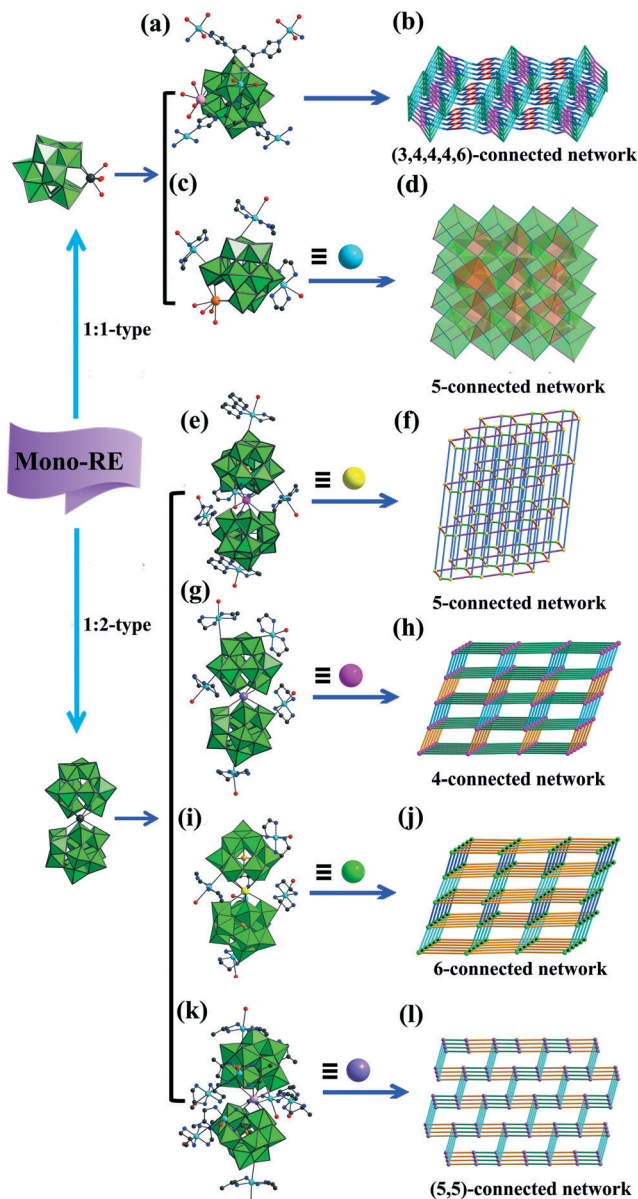 (a)
(b)
(3,4,4,4,6)-connected network
(c)
(d)
≡
5-connected network
1:1-type
Mono-RE
1:2-type
(e)
(f)
≡
5-connected network
(g)
(h)
≡
4-connected network
(i)
(j)
≡
6-connected network
(k)
(l)
≡
(5,5)-connected network